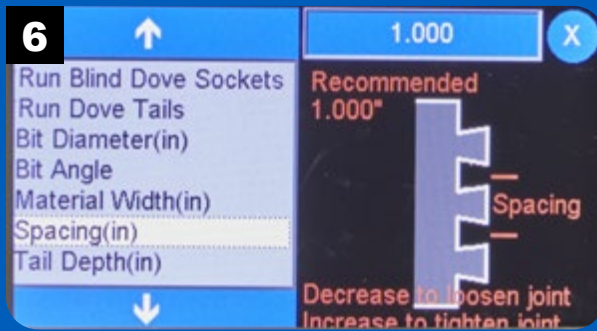 6
1.000
X
Run Blind Dove Sockets
Run Dove Tails
Bit Diameter(in)
Bit Angle
Material Width(in)
Spacing(in)
Tail Depth(in)
Recommended
1.000"
Spacing
Decrease to loosen joint
Increase to tighten joint